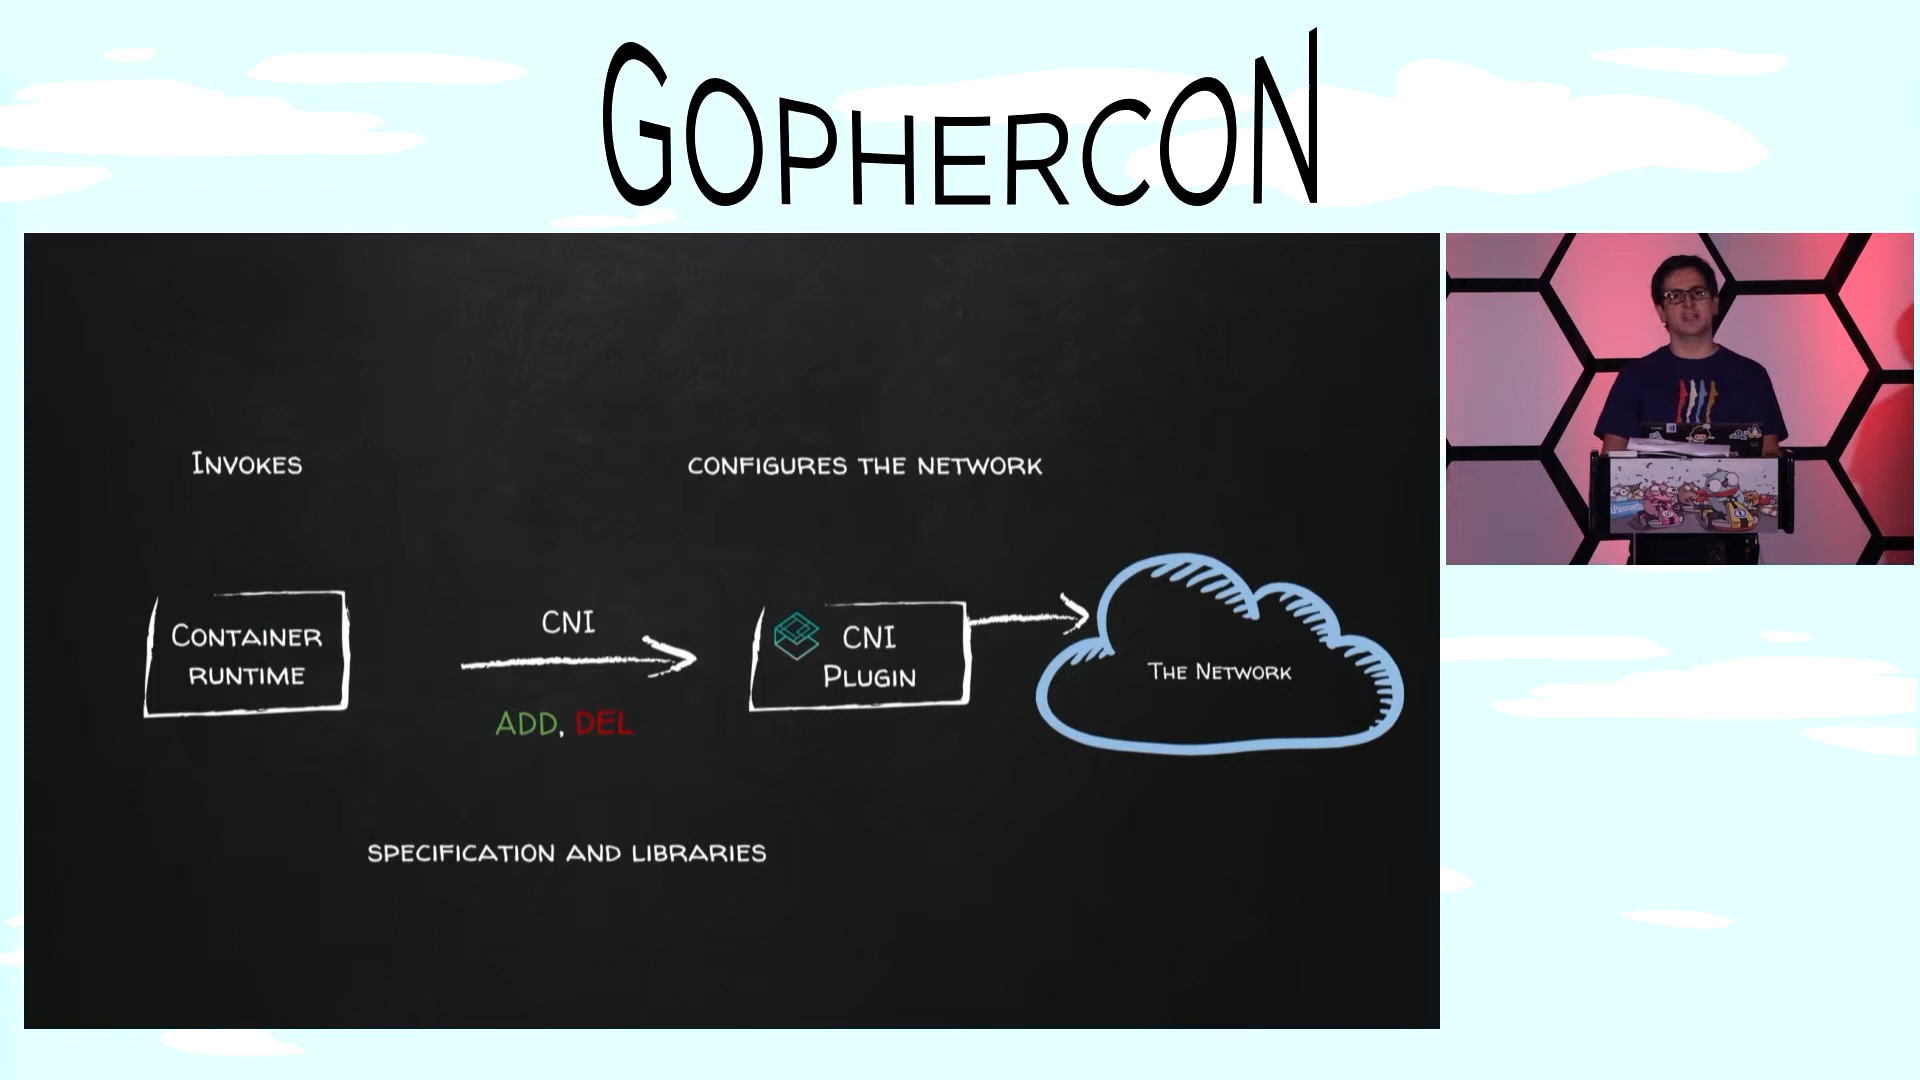 GOPHERCON
INVOKES
CONFIGURES THE NETWORK
CONTAINER
RUNTIME
CNI
ADD, DEL
CNI
PLUGIN
THE NETWORK
SPECIFICATION AND LIBRARIES